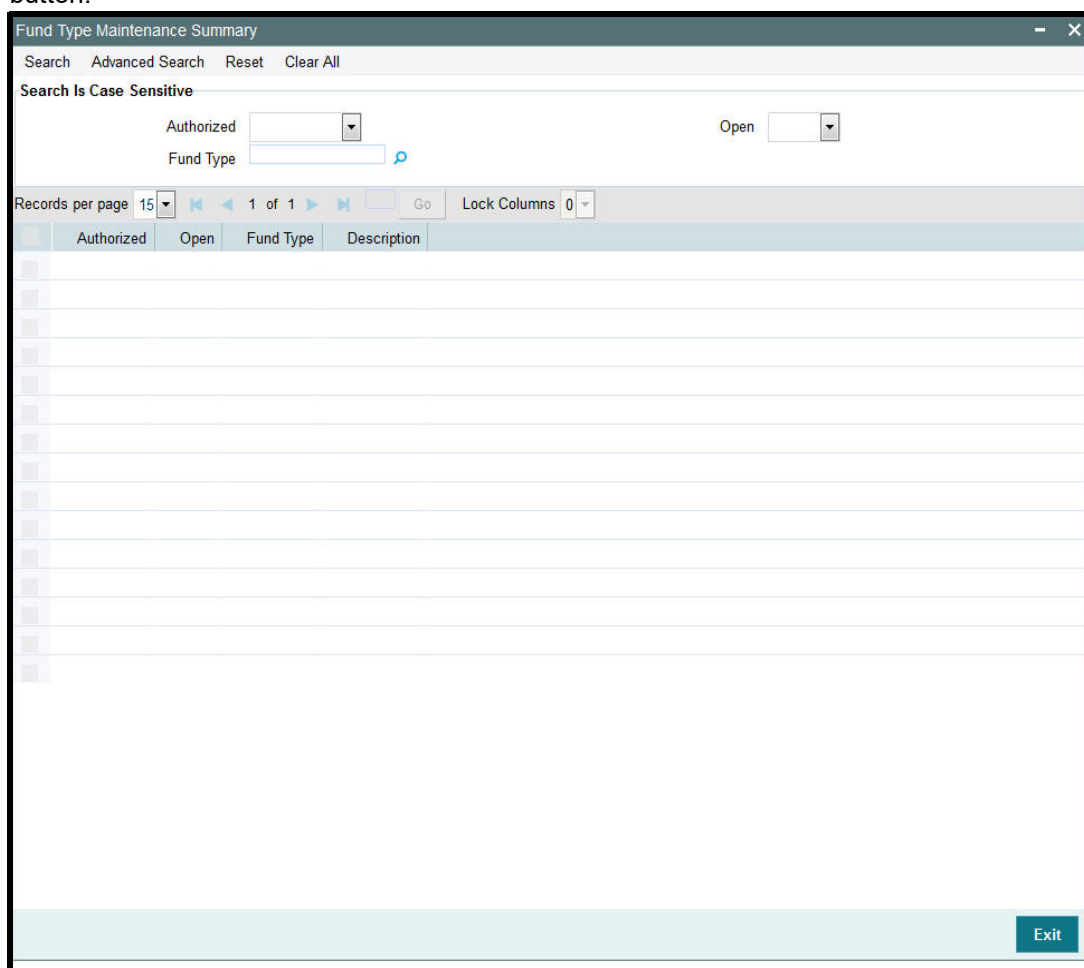 button.
Fund Type Maintenance Summary
Search Advanced Search Reset Clear All
Search Is Case Sensitive
Authorized Open
Fund Type
Records per page 15 1 of 1 Go Lock Columns 0
Authorized Open Fund Type Description
Exit